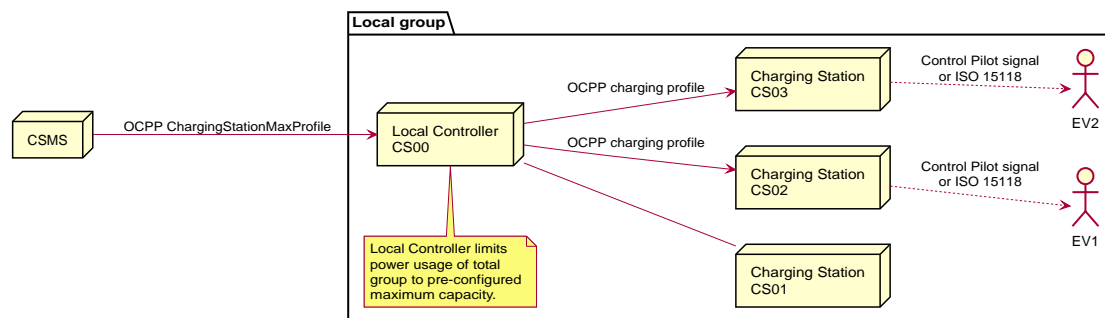 Local group
CSMS
OCPP ChargingStationMaxProfile
Local Controller
CS00
Local Controller limits
power usage of total
group to pre-configured
maximum capacity.
OCPP charging profile
Charging Station
CS03
Control Pilot signal
or ISO 15118
EV2
OCPP charging profile
Charging Station
CS02
Control Pilot signal
or ISO 15118
EV1
Charging Station
CS01